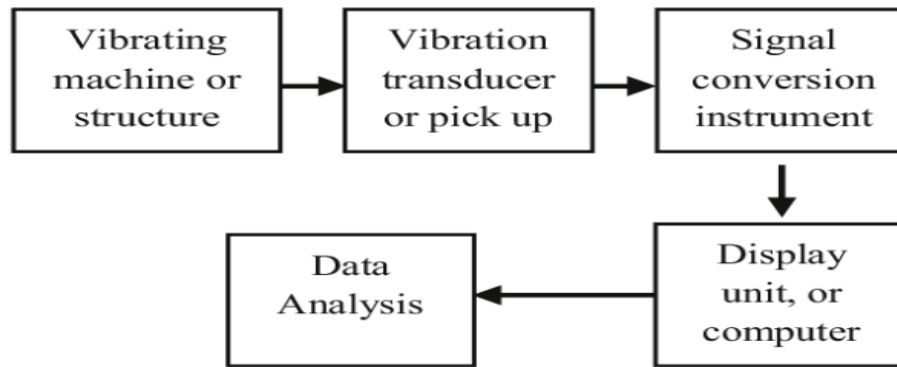 Vibrating
machine or
structure
Vibration
transducer
or pick up
Signal
conversion
instrument
Display
unit, or
computer
Data
Analysis